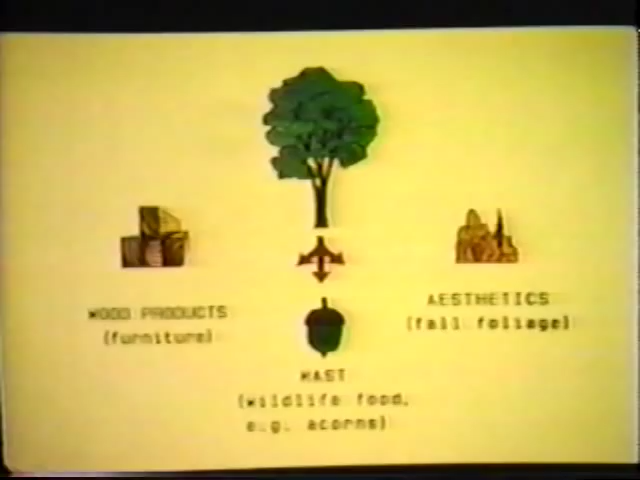 WOOD PRODUCTS
(furniture)
AESTHETICS
(fall foliage)
MAST
(wildlife food,
e.g. acorns)